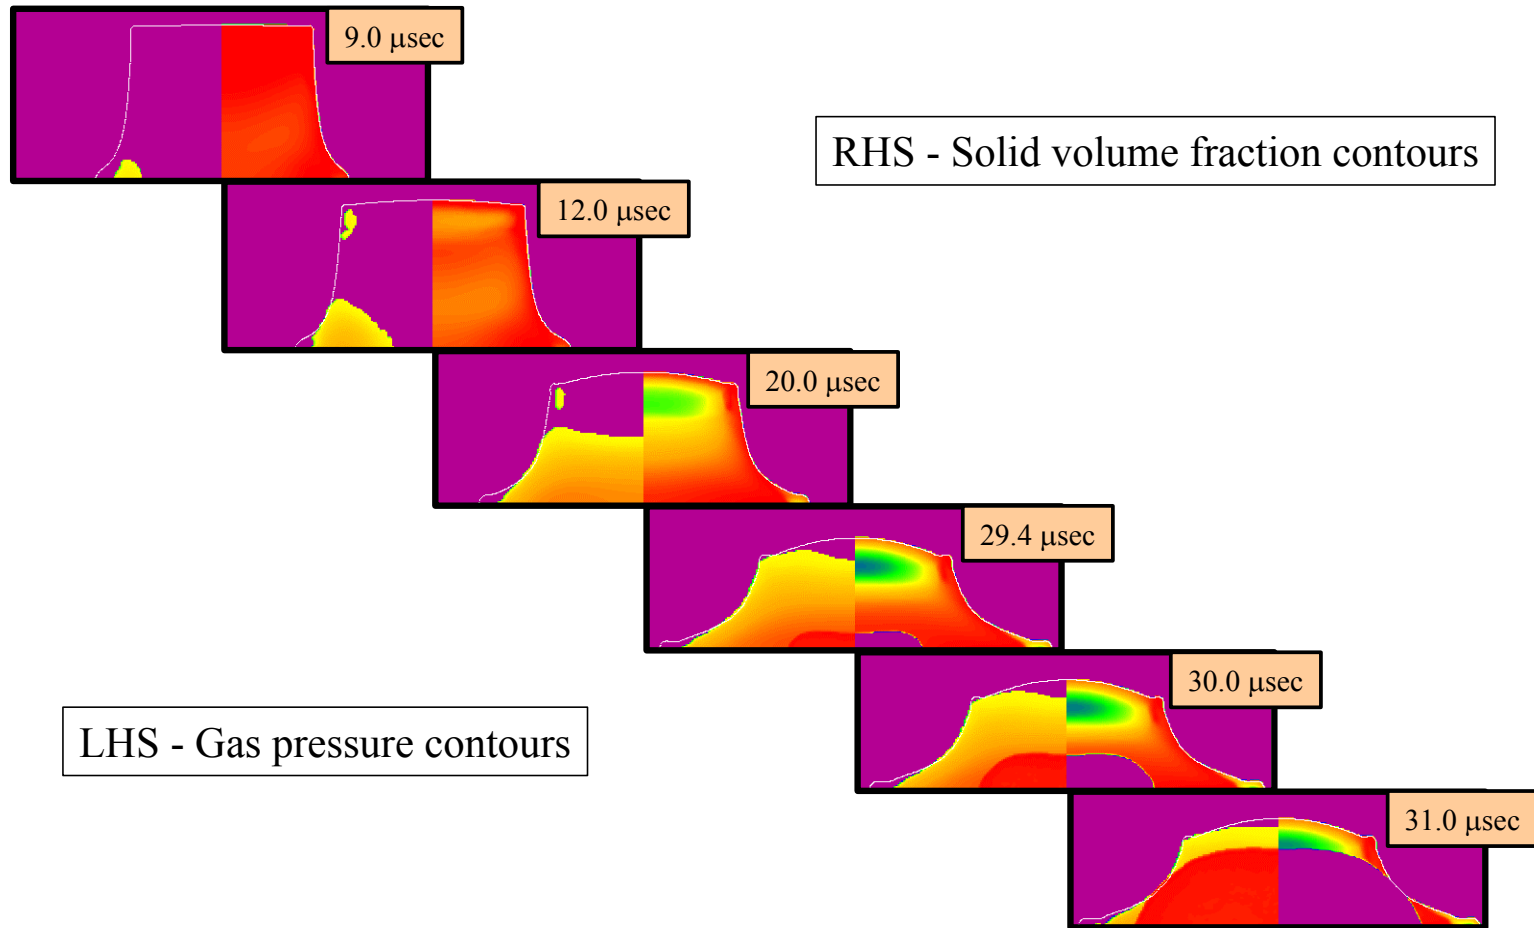 9.0 μsec
RHS - Solid volume fraction contours
12.0 μsec
20.0 μsec
29.4 μsec
30.0 μsec
LHS - Gas pressure contours
31.0 μsec